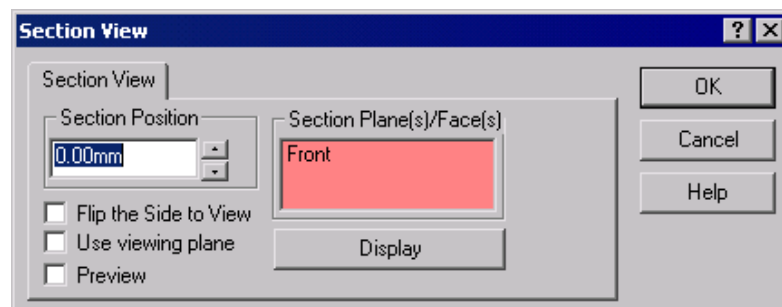 Section View
Section View
Section Position
0.00mm
Flip the Side to View
Use viewing plane
Preview
Section Plane(s)/Face(s)
Front
Display
OK
Cancel
Help